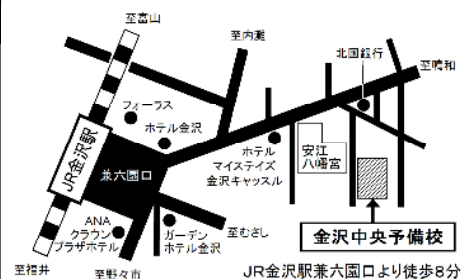 至富山
至内灘
北国銀行
至鳴和
フォーラス
ホテル金沢
JR金沢駅
兼六園口
ホテル
マイステイズ
金沢キャッスル
安江
八幡宮
ANA
クラウン
プラザホテル
ガーデン
ホテル金沢
至むさし
金沢中央予備校
至福井
至野々市
JR金沢駅兼六園口より徒歩8分